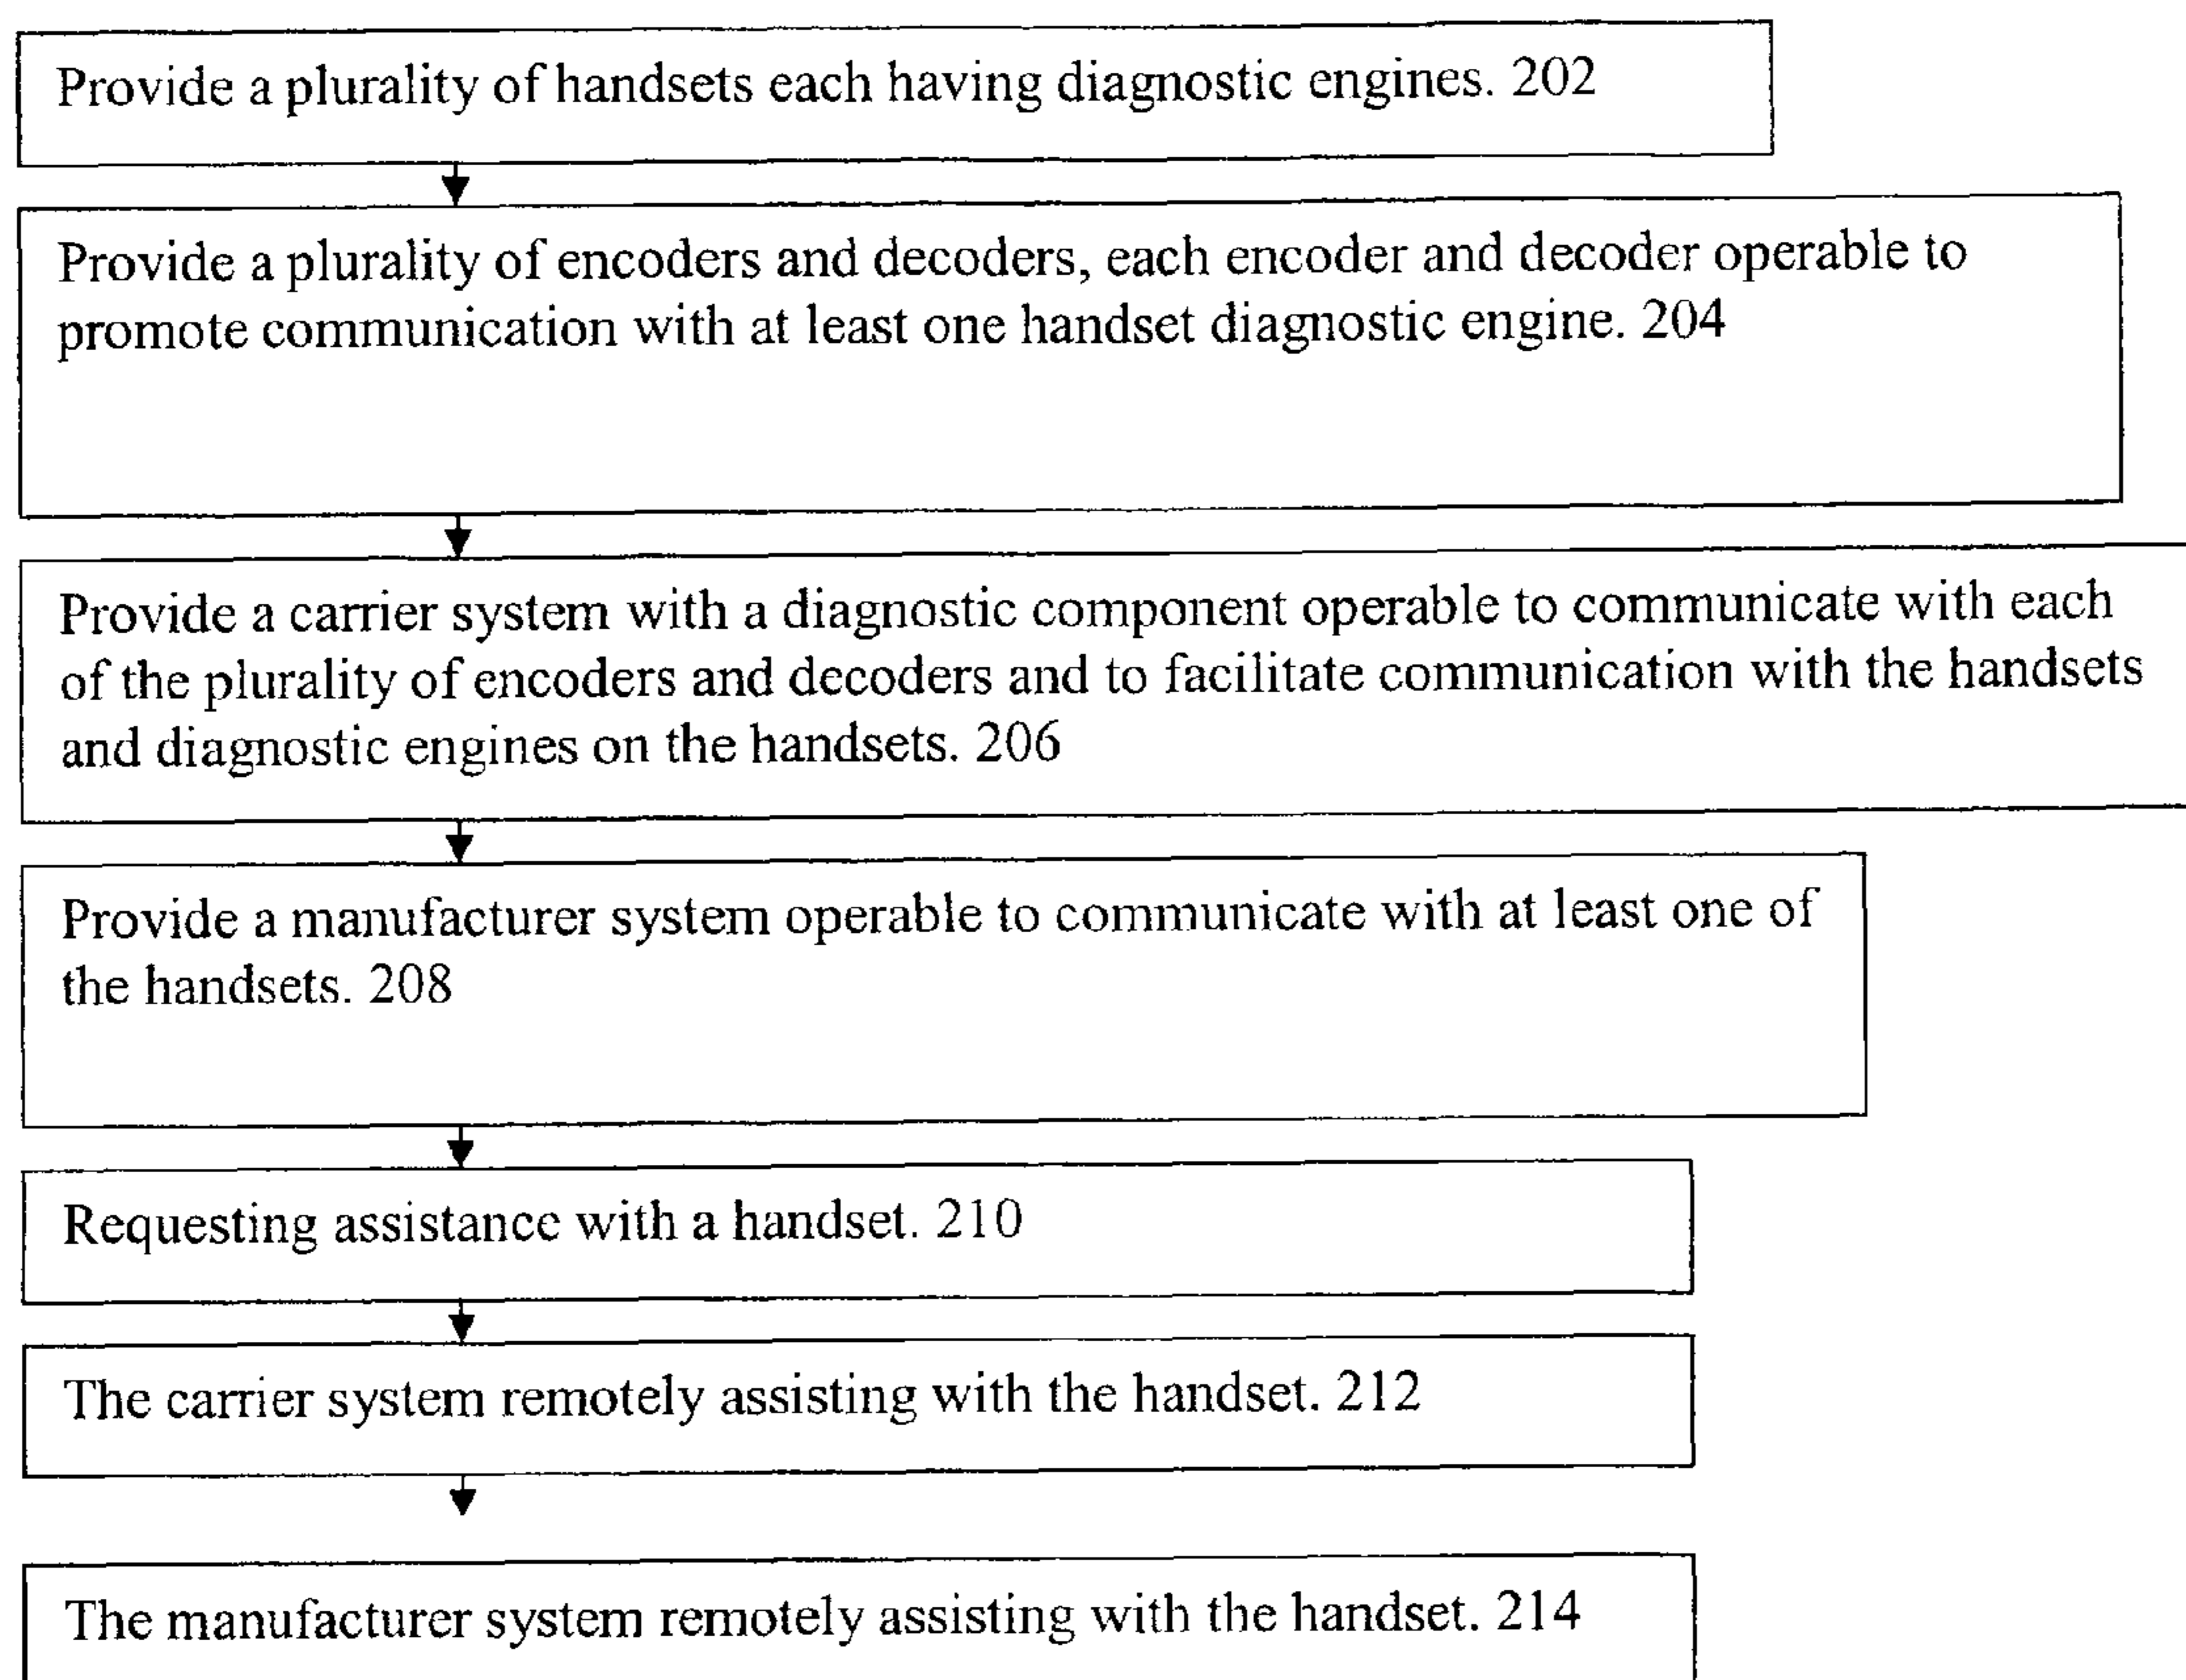 Provide a plurality of handsets each having diagnostic engines. 202
Provide a plurality of encoders and decoders, each encoder and decoder operable to
promote communication with at least one handset diagnostic engine. 204
Provide a carrier system with a diagnostic component operable to communicate with each
of the plurality of encoders and decoders and to facilitate communication with the handsets
and diagnostic engines on the handsets. 206
Provide a manufacturer system operable to communicate with at least one of
the handsets. 208
Requesting assistance with a handset. 210
The carrier system remotely assisting with the handset. 212
The manufacturer system remotely assisting with the handset. 214